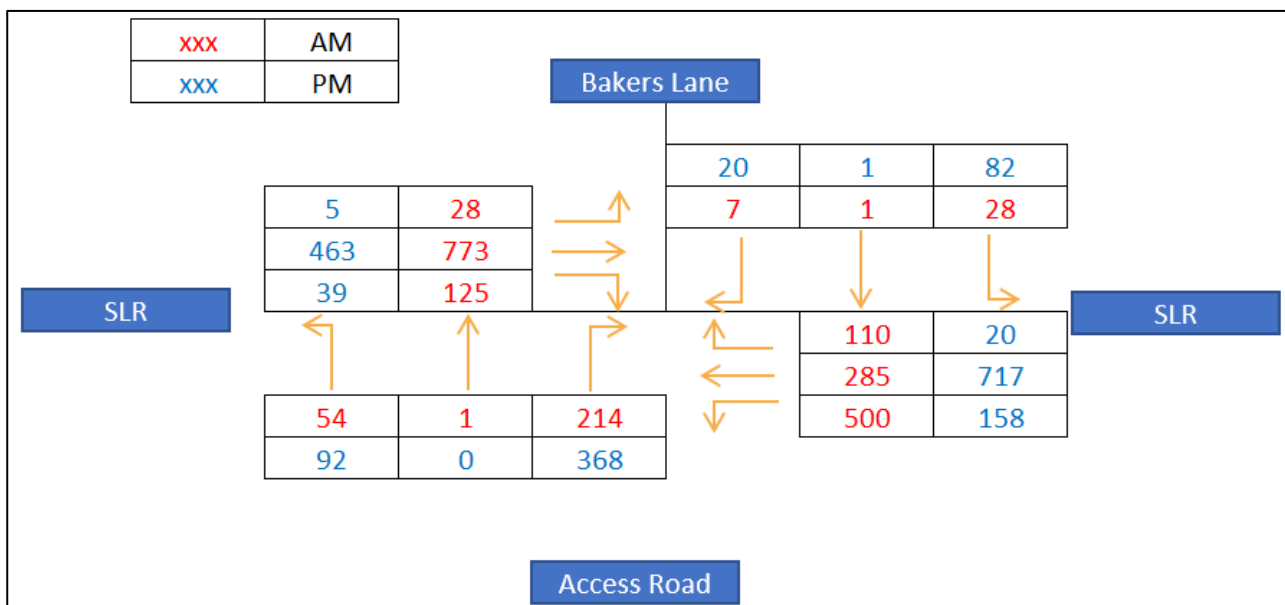 xxx AM
xxx PM
Bakers Lane
20 1 82
7 1 28
5 28
463 773
39 125
SLR
SLR
110 20
285 717
500 158
54 1 214
92 0 368
Access Road